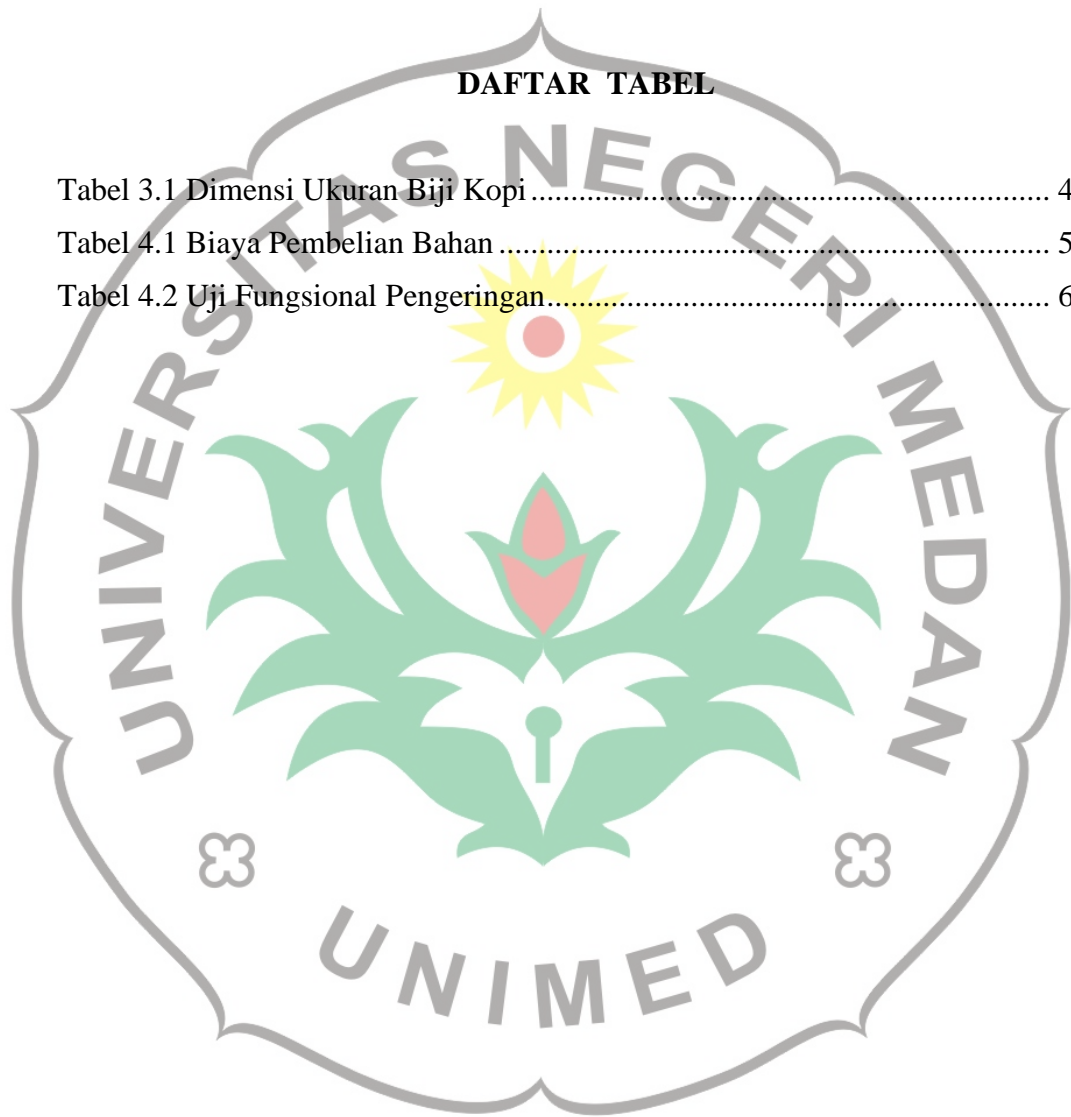 DAFTAR TABEL
Tabel 3.1 Dimensi Ukuran Biji Kopi ...................................................... 4
Tabel 4.1 Biaya Pembelian Bahan ......................................................... 5
Tabel 4.2 Uji Fungsional Pengeringan .................................................... 6
UNIVERSITAS NEGERI MEDAN
UNIMED